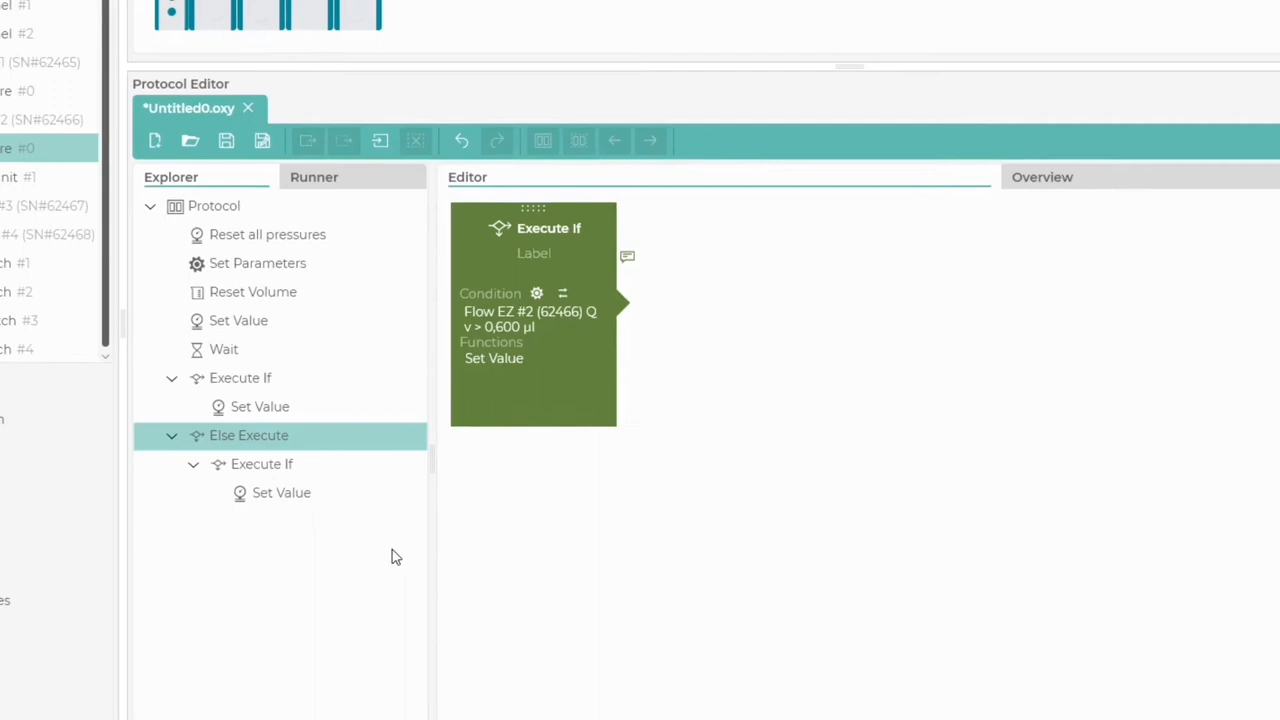 el #1
el #2
1 (SN#62465)
re #0
2 (SN#62466)
re #0
nit #1
#3 (SN#62467)
#4 (SN#62468)
ch #1
ch #2
tch #3
ch #4
n
es
Protocol Editor
*Untitled0.oxy
Explorer
Runner
Protocol
Reset all pressures
Set Parameters
Reset Volume
Set Value
Wait
Execute If
Set Value
Else Execute
Execute If
Set Value
Editor
Overview
Execute If
Label
Condition
Flow EZ #2 (62466) Q
v > 0,600 µl
Functions
Set Value